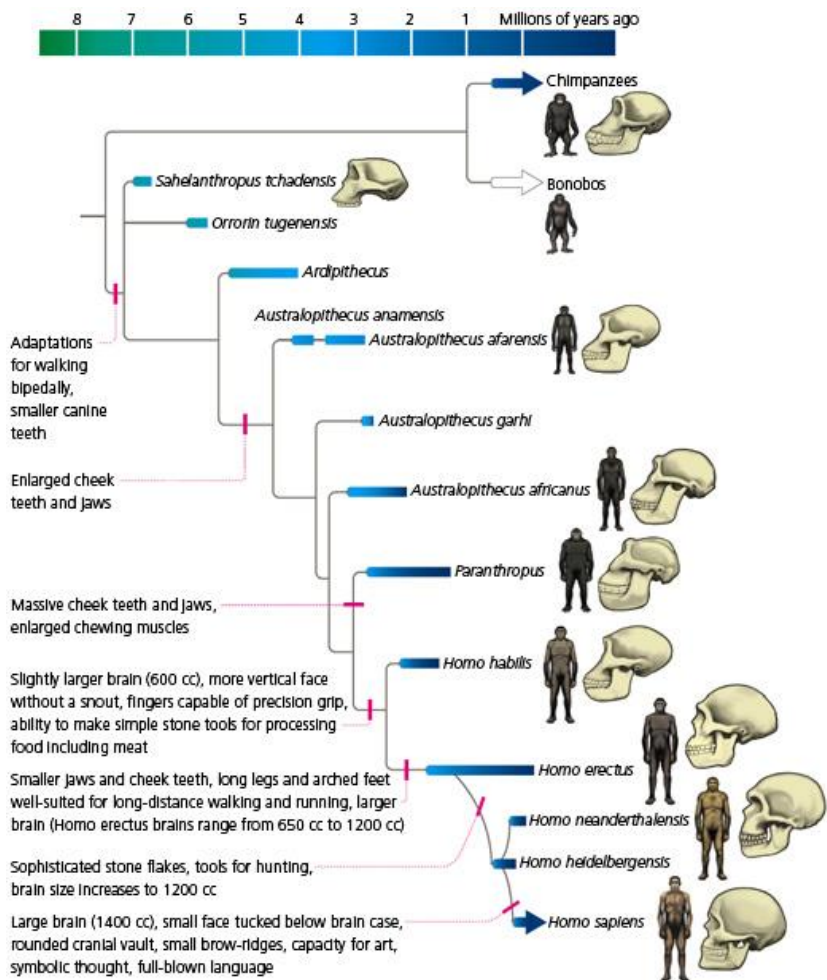 8 7 6 5 4 3 2 1 Millions of years ago
Chimpanzees
Sahelanthropus tchadensis
Bonobos
Orrorin tugenensis
Ardipithecus
Australopithecus anamensis
Australopithecus afarensis
Adaptations
for walking
bipedally,
smaller canine
teeth
Australopithecus garhi
Enlarged cheek
teeth and jaws
Australopithecus africanus
Paranthropus
Massive cheek teeth and jaws,
enlarged chewing muscles
Homo habilis
Slightly larger brain (600 cc), more vertical face
without a snout, fingers capable of precision grip,
ability to make simple stone tools for processing
food including meat
Homo erectus
Smaller jaws and cheek teeth, long legs and arched feet
well-suited for long-distance walking and running, larger
brain (Homo erectus brains range from 650 cc to 1200 cc)
Homo neanderthalensis
Homo heidelbergensis
Sophisticated stone flakes, tools for hunting,
brain size increases to 1200 cc
Homo sapiens
Large brain (1400 cc), small face tucked below brain case,
rounded cranial vault, small brow-ridges, capacity for art,
symbolic thought, full-blown language